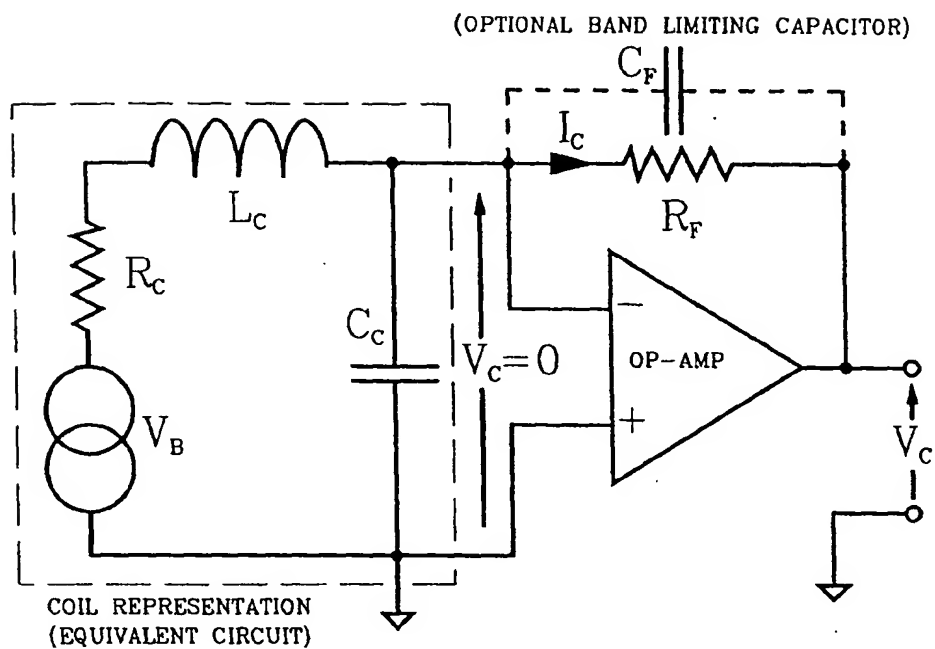 (OPTIONAL BAND LIMITING CAPACITOR)
C_F
I_C
L_C
R_F
R_C
C_C
V_C=0
−
OP-AMP
+
V_B
V_C
COIL REPRESENTATION
(EQUIVALENT CIRCUIT)